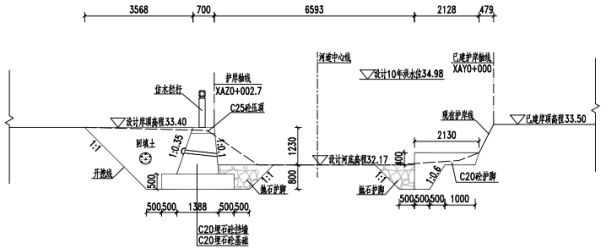 3568 700 6593 2128 479
护岸轴线
XAZ0+002.7
河道中心线
已建护岸轴线
XAY0+000
设计10年洪水位34.98
仿木栏杆
C25砼压顶
现有护岸线
设计岸顶高程33.40
已建岸顶高程33.50
回填土
1:1
1:0.35
1:0.1
1230
2130
设计河底高程32.17
400
开挖线
500
800
1:1
抛石护脚
1:1
抛石护脚
1:0.6
C20砼护脚
500 500 1388 500 500
500 500 500 1000
C20埋石砼挡墙
C20埋石砼基础